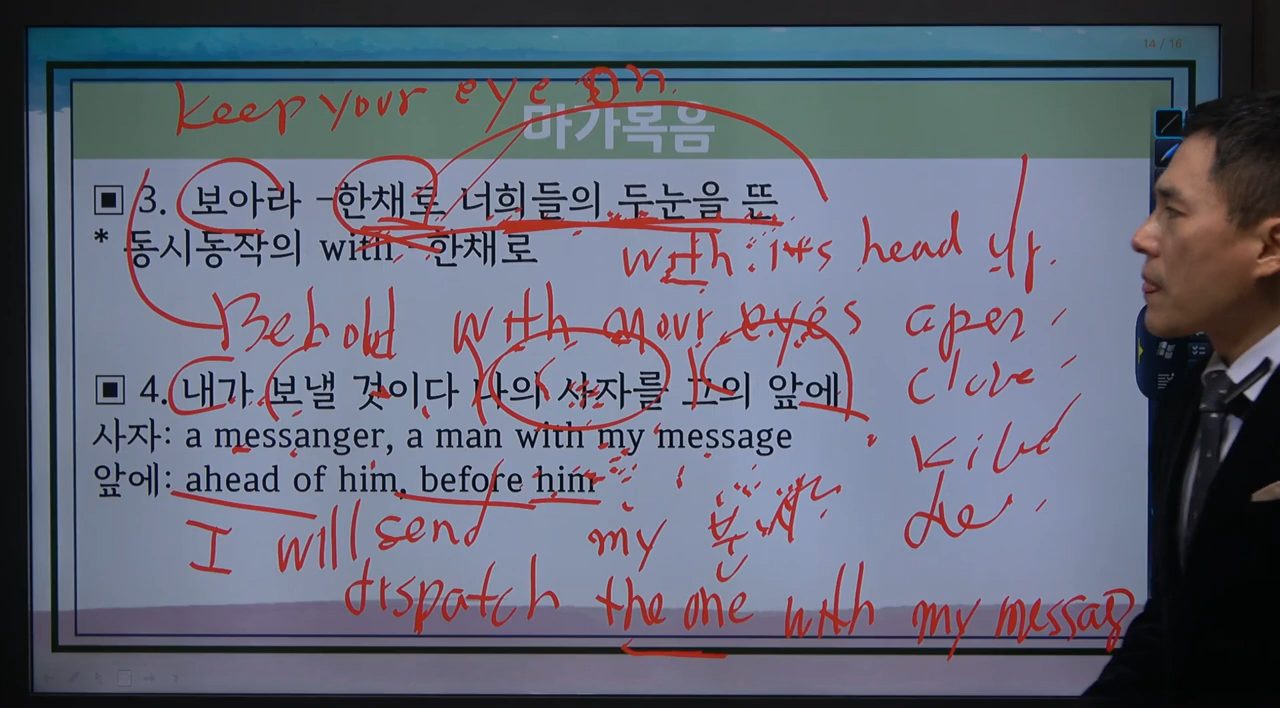 14 / 16
keep your eye on.
마가복음
▣ 3. 보아라 -한채로 너희들의 두눈을 뜬
* 동시동작의 with 한채로
with its head up.
Behold with your eyes open
close
▣ 4. 내가 보낼 것이다 나의 사자를 그의 앞에
사자: a messanger, a man with my message
앞에: ahead of him, before him
I will send my
dispatch the one with my messag